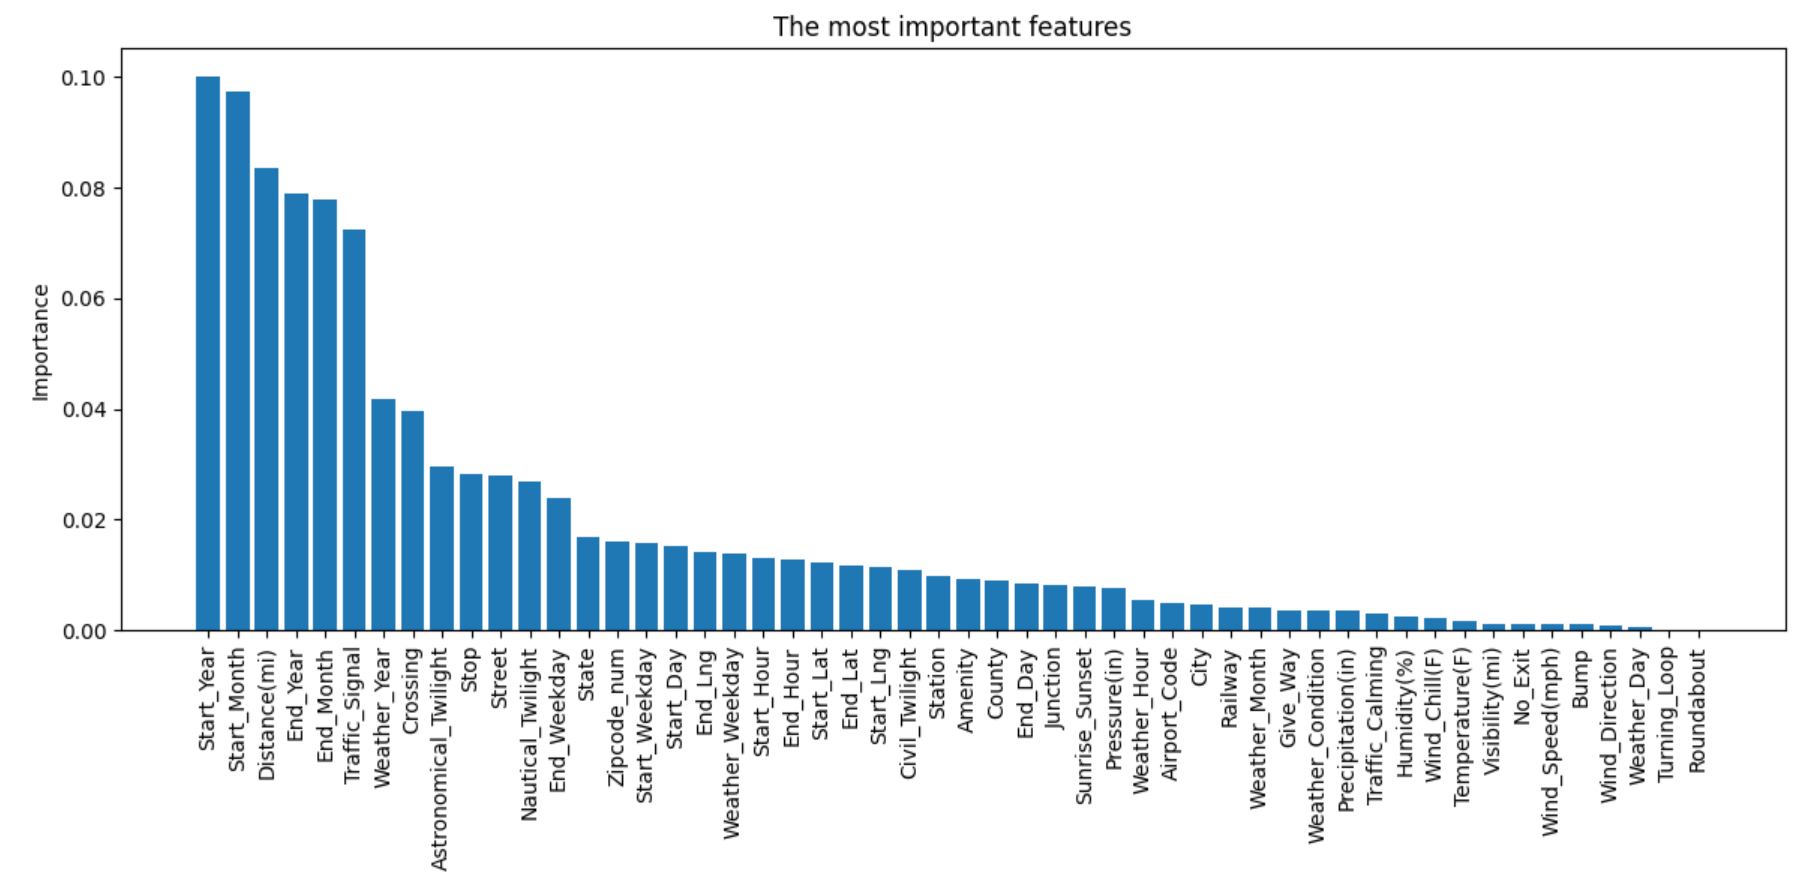 The most important features
Importance
0.10
0.08
0.06
0.04
0.02
0.00
Start_Year
Start_Month
Distance(mi)
End_Year
End_Month
Traffic_Signal
Weather_Year
Crossing
Astronomical_Twilight
Stop
Street
Nautical_Twilight
End_Weekday
State
Zipcode_num
Start_Weekday
Start_Day
End_Lng
Weather_Weekday
Start_Hour
End_Hour
Start_Lat
End_Lat
Start_Lng
Civil_Twilight
Station
Amenity
County
End_Day
Junction
Sunrise_Sunset
Pressure(in)
Weather_Hour
Airport_Code
City
Railway
Weather_Month
Give_Way
Weather_Condition
Precipitation(in)
Traffic_Calming
Humidity(%)
Wind_Chill(F)
Temperature(F)
Visibility(mi)
No_Exit
Wind_Speed(mph)
Bump
Wind_Direction
Weather_Day
Turning_Loop
Roundabout